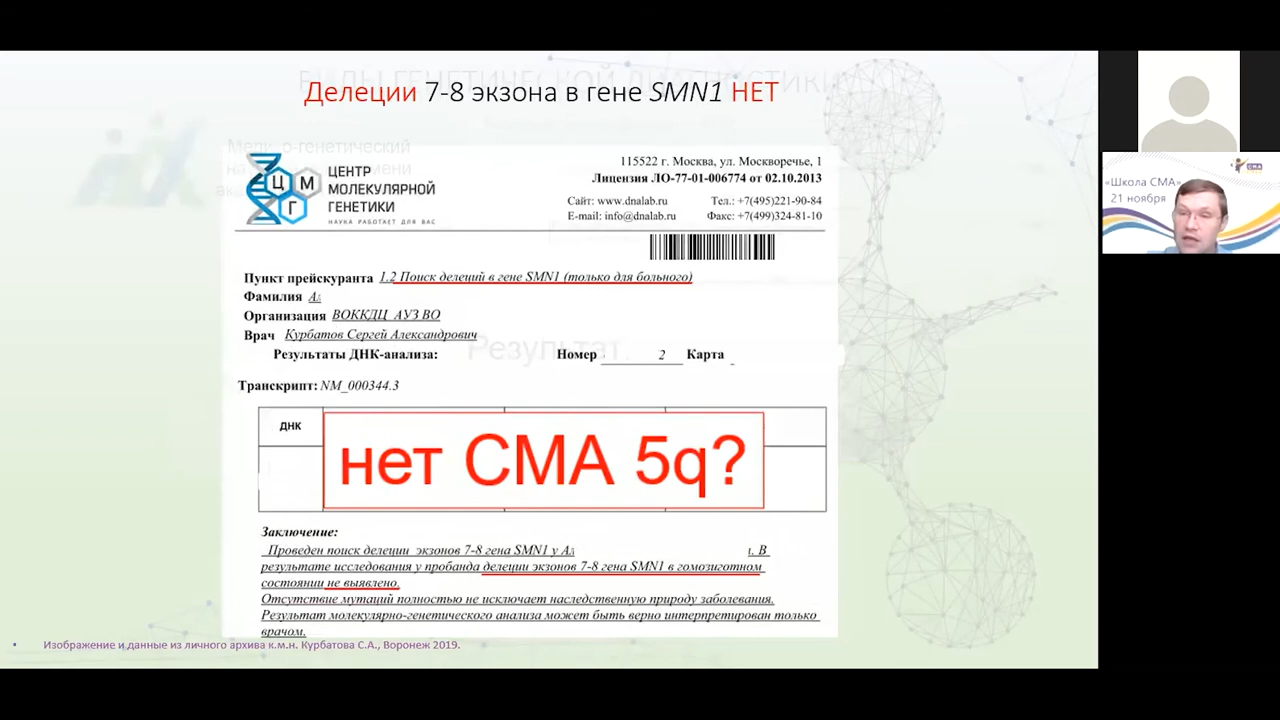 Делеции 7-8 экзона в гене SMN1 НЕТ
ЦЕНТР
МОЛЕКУЛЯРНОЙ
ГЕНЕТИКИ
НАУКА РАБОТАЕТ ДЛЯ ВАС
Ц М Г
115522 г. Москва, ул. Москворечье, 1
Лицензия ЛО-77-01-006774 от 02.10.2013
Сайт: www.dnalab.ru Тел.: +7(495)221-90-84
E-mail: info@dnalab.ru Факс: +7(499)324-81-10
Пункт прейскуранта 1.2 Поиск делеций в гене SMN1 (только для больного)
Фамилия
Организация ВОККДЦ АУЗ ВО
Врач Курбатов Сергей Александрович
Результаты ДНК-анализа: Номер 2 Карта
Результат
Транскрипт: NM_000344.3
ДНК
нет СМА 5q?
Заключение:
Проведен поиск делеции экзонов 7-8 гена SMN1 у В
результате исследования у пробанда делеции экзонов 7-8 гена SMN1 в гомозиготном
состоянии не выявлено.
Отсутствие мутаций полностью не исключает наследственную природу заболевания.
Результат молекулярно-генетического анализа может быть верно интерпретирован только
врачом.
• Изображение и данные из личного архива к.м.н. Курбатова С.А., Воронеж 2019.
СМА
«Школа СМА»
21 ноября